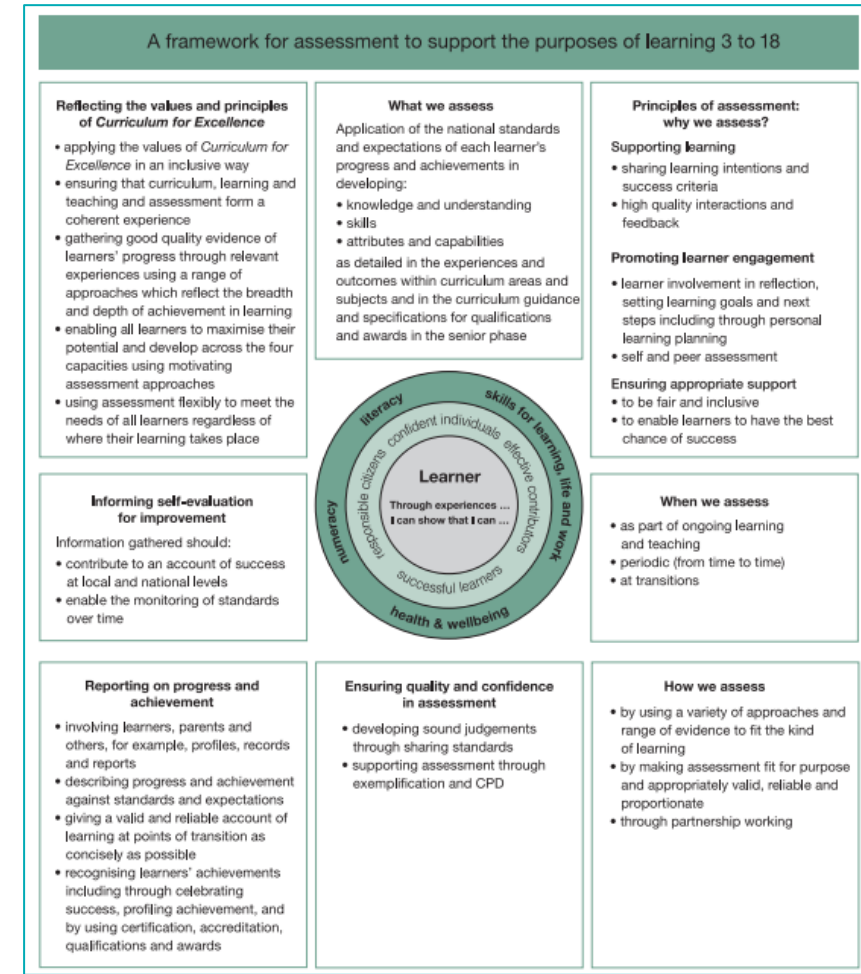 A framework for assessment to support the purposes of learning 3 to 18
Reflecting the values and principles
of Curriculum for Excellence
• applying the values of Curriculum for
Excellence in an inclusive way
• ensuring that curriculum, learning and
teaching and assessment form a
coherent experience
• gathering good quality evidence of
learners' progress through relevant
experiences using a range of
approaches which reflect the breadth
and depth of achievement in learning
• enabling all learners to maximise their
potential and develop across the four
capacities using motivating
assessment approaches
• using assessment flexibly to meet the
needs of all learners regardless of
where their learning takes place
What we assess
Application of the national standards
and expectations of each learner's
progress and achievements in
developing:
• knowledge and understanding
• skills
• attributes and capabilities
as detailed in the experiences and
outcomes within curriculum areas and
subjects and in the curriculum guidance
and specifications for qualifications
and awards in the senior phase
Principles of assessment:
why we assess?
Supporting learning
• sharing learning intentions and
success criteria
• high quality interactions and
feedback
Promoting learner engagement
• learner involvement in reflection,
setting learning goals and next
steps including through personal
learning planning
• self and peer assessment
Ensuring appropriate support
• to be fair and inclusive
• to enable learners to have the best
chance of success
Informing self-evaluation
for improvement
Information gathered should:
• contribute to an account of success
at local and national levels
• enable the monitoring of standards
over time
literacy
skills for learning, life and work
health & wellbeing
numeracy
confident individuals
effective contributors
successful learners
responsible citizens
Learner
Through experiences ...
I can show that I can ...
When we assess
• as part of ongoing learning
and teaching
• periodic (from time to time)
• at transitions
Reporting on progress and
achievement
• involving learners, parents and
others, for example, profiles, records
and reports
• describing progress and achievement
against standards and expectations
• giving a valid and reliable account of
learning at points of transition as
concisely as possible
• recognising learners' achievements
including through celebrating
success, profiling achievement, and
by using certification, accreditation,
qualifications and awards
Ensuring quality and confidence
in assessment
• developing sound judgements
through sharing standards
• supporting assessment through
exemplification and CPD
How we assess
• by using a variety of approaches and
range of evidence to fit the kind
of learning
• by making assessment fit for purpose
and appropriately valid, reliable and
proportionate
• through partnership working